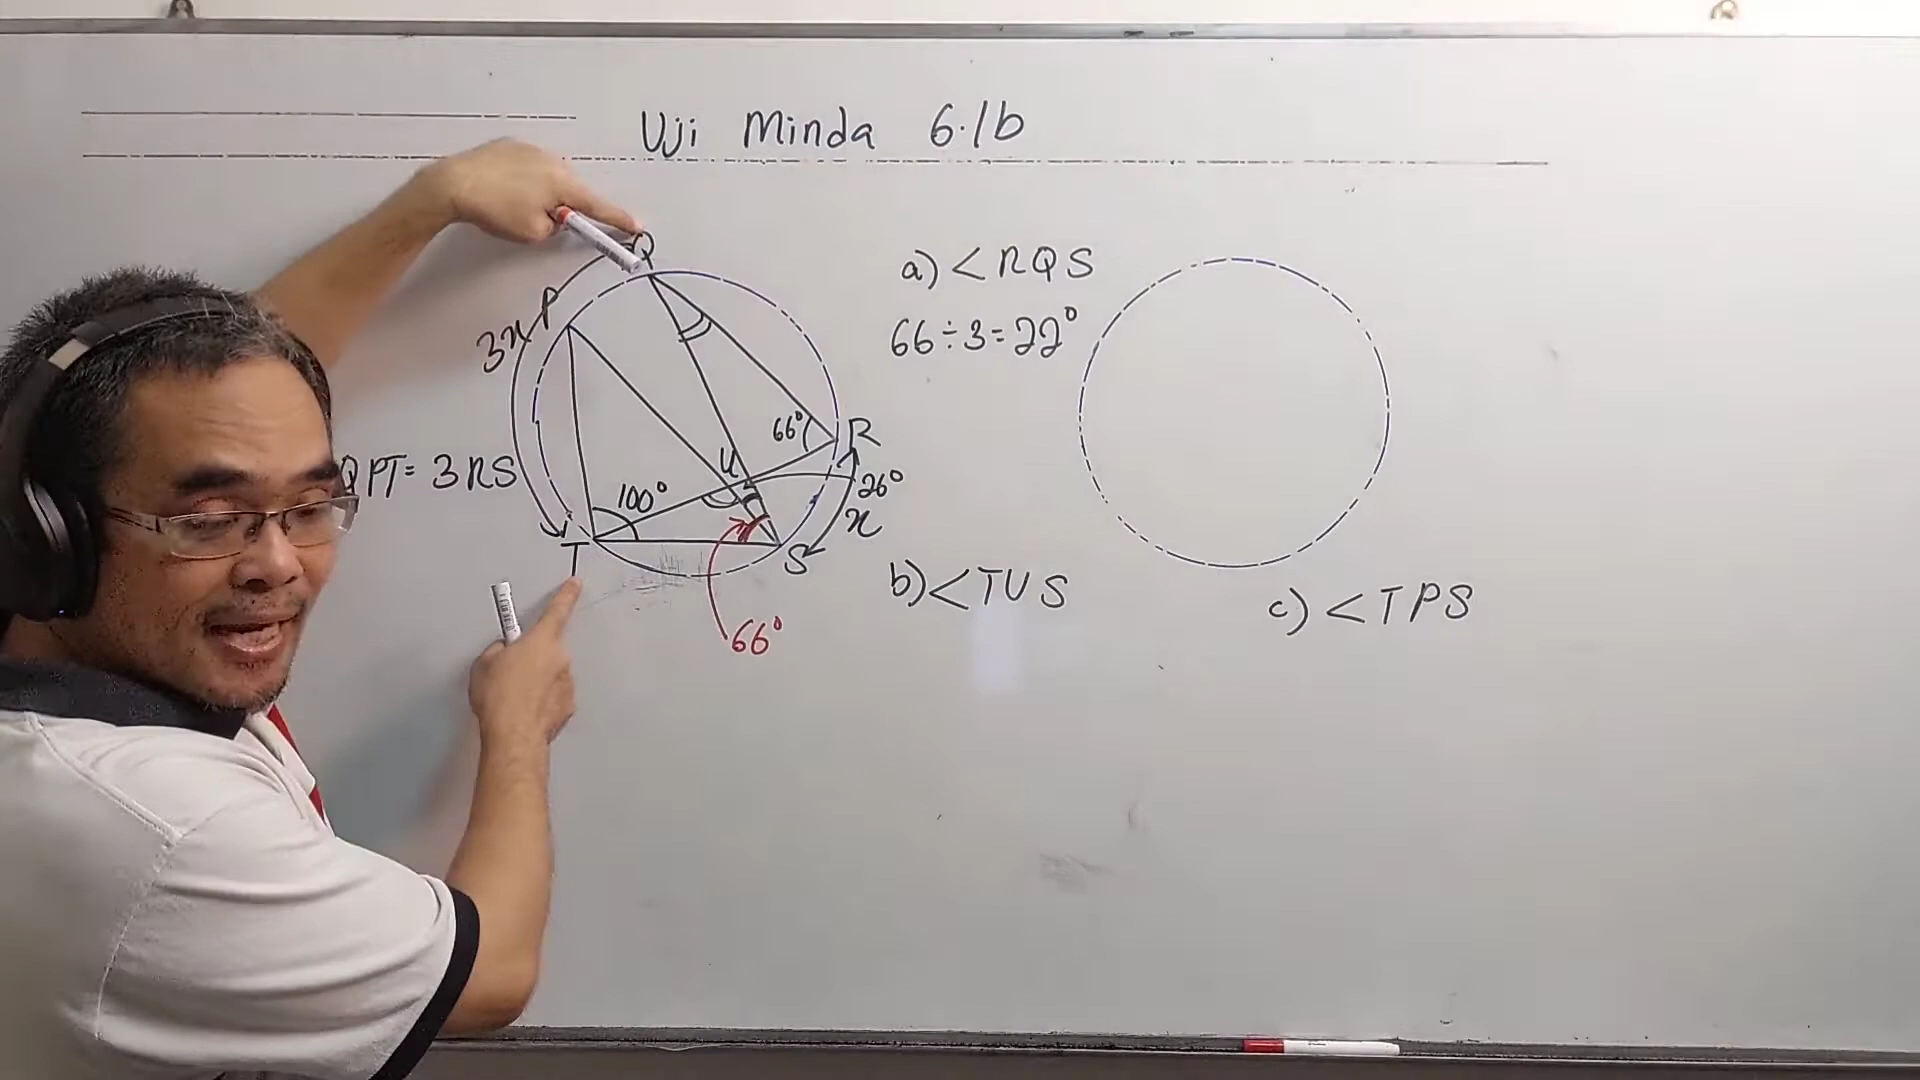 Uji Minda 6.1b
Q
P
3x
QPT = 3RS
100°
U
66°
R
26°
x
T
S
66°
a) <RQS
66÷3=22°
b) <TUS
c) <TPS